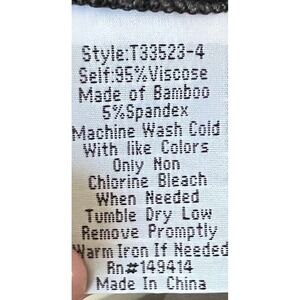 Style:T33523-4
Self:95%Viscose
Made of Bamboo
5%Spandex
Machine Wash Cold
With like Colors
Only Non
Chlorine Bleach
When Needed
Tumble Dry Low
Remove Promptly
Warm Iron If Needed
Rn#149414
Made In China